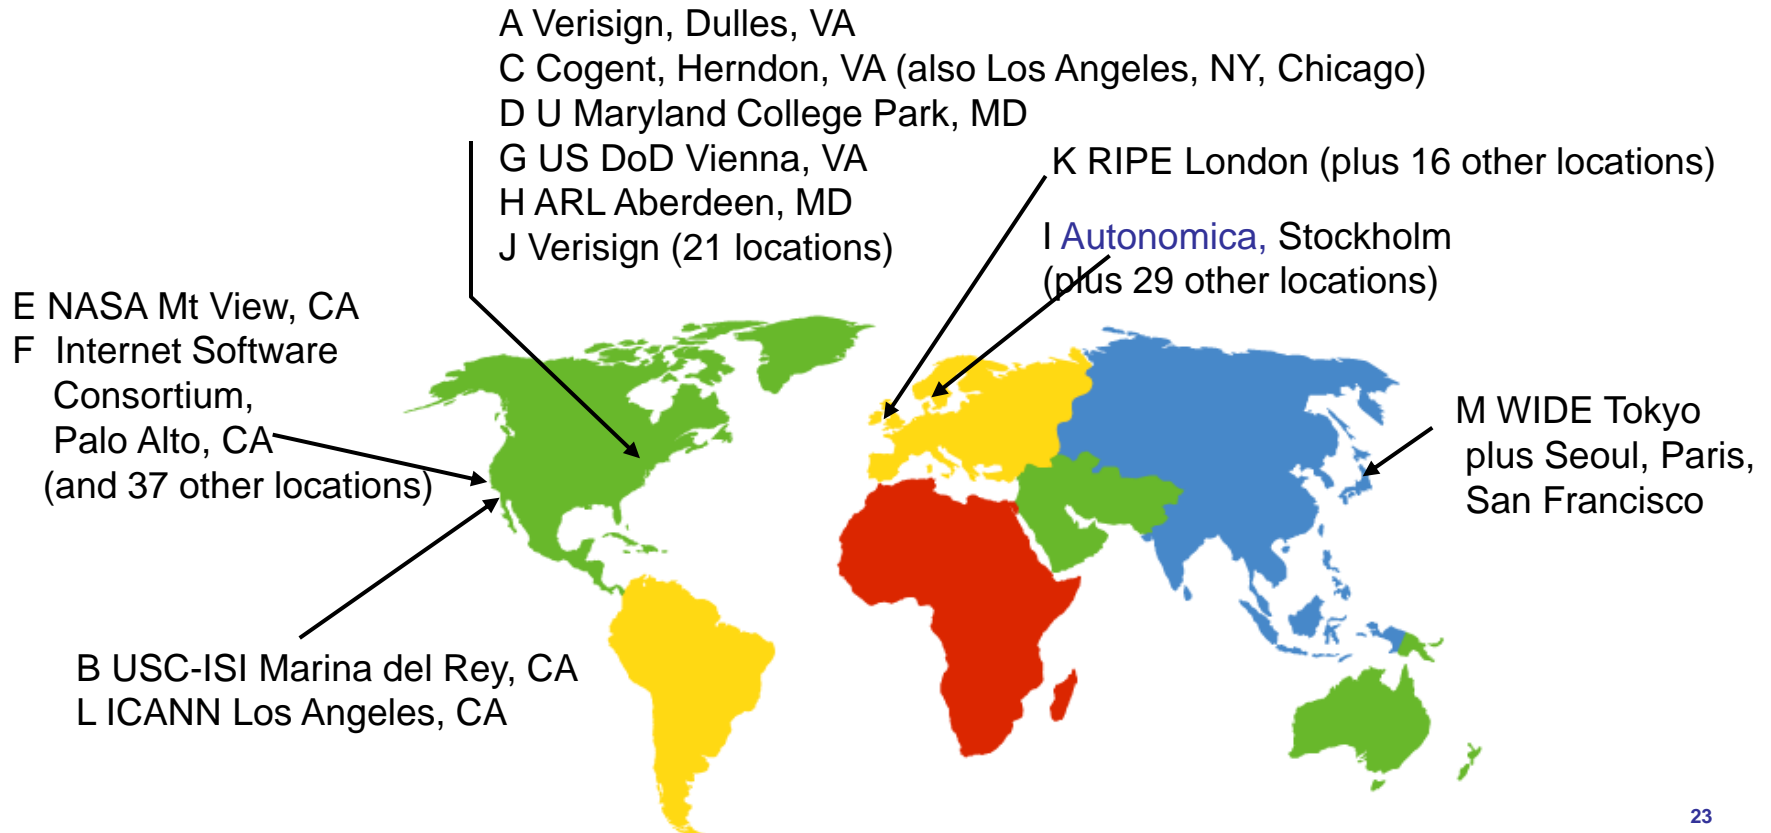 A Verisign, Dulles, VA
C Cogent, Herndon, VA (also Los Angeles, NY, Chicago)
D U Maryland College Park, MD
G US DoD Vienna, VA
H ARL Aberdeen, MD
J Verisign (21 locations)
K RIPE London (plus 16 other locations)
I Autonomica, Stockholm
(plus 29 other locations)
E NASA Mt View, CA
F Internet Software
Consortium,
Palo Alto, CA
(and 37 other locations)
M WIDE Tokyo
plus Seoul, Paris,
San Francisco
B USC-ISI Marina del Rey, CA
L ICANN Los Angeles, CA
23